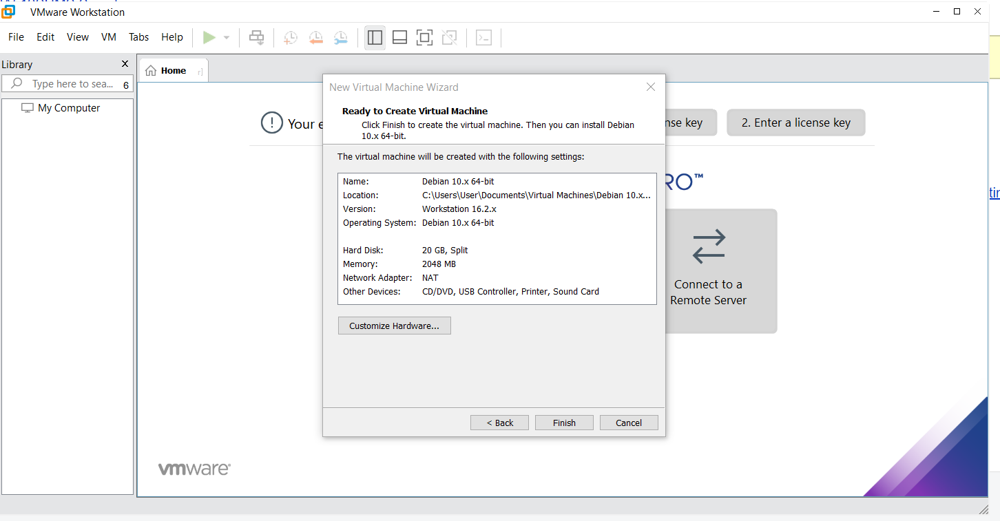 VMware Workstation
File Edit View VM Tabs Help
Library
Type here to sea... 6
My Computer
Home
Your
nse key
2. Enter a license key
RO™
Connect to a
Remote Server
New Virtual Machine Wizard
Ready to Create Virtual Machine
Click Finish to create the virtual machine. Then you can install Debian
10.x 64-bit.
The virtual machine will be created with the following settings:
Name: Debian 10.x 64-bit
Location: C:\Users\User\Documents\Virtual Machines\Debian 10.x...
Version: Workstation 16.2.x
Operating System: Debian 10.x 64-bit
Hard Disk: 20 GB, Split
Memory: 2048 MB
Network Adapter: NAT
Other Devices: CD/DVD, USB Controller, Printer, Sound Card
Customize Hardware...
< Back Finish Cancel
vmware®